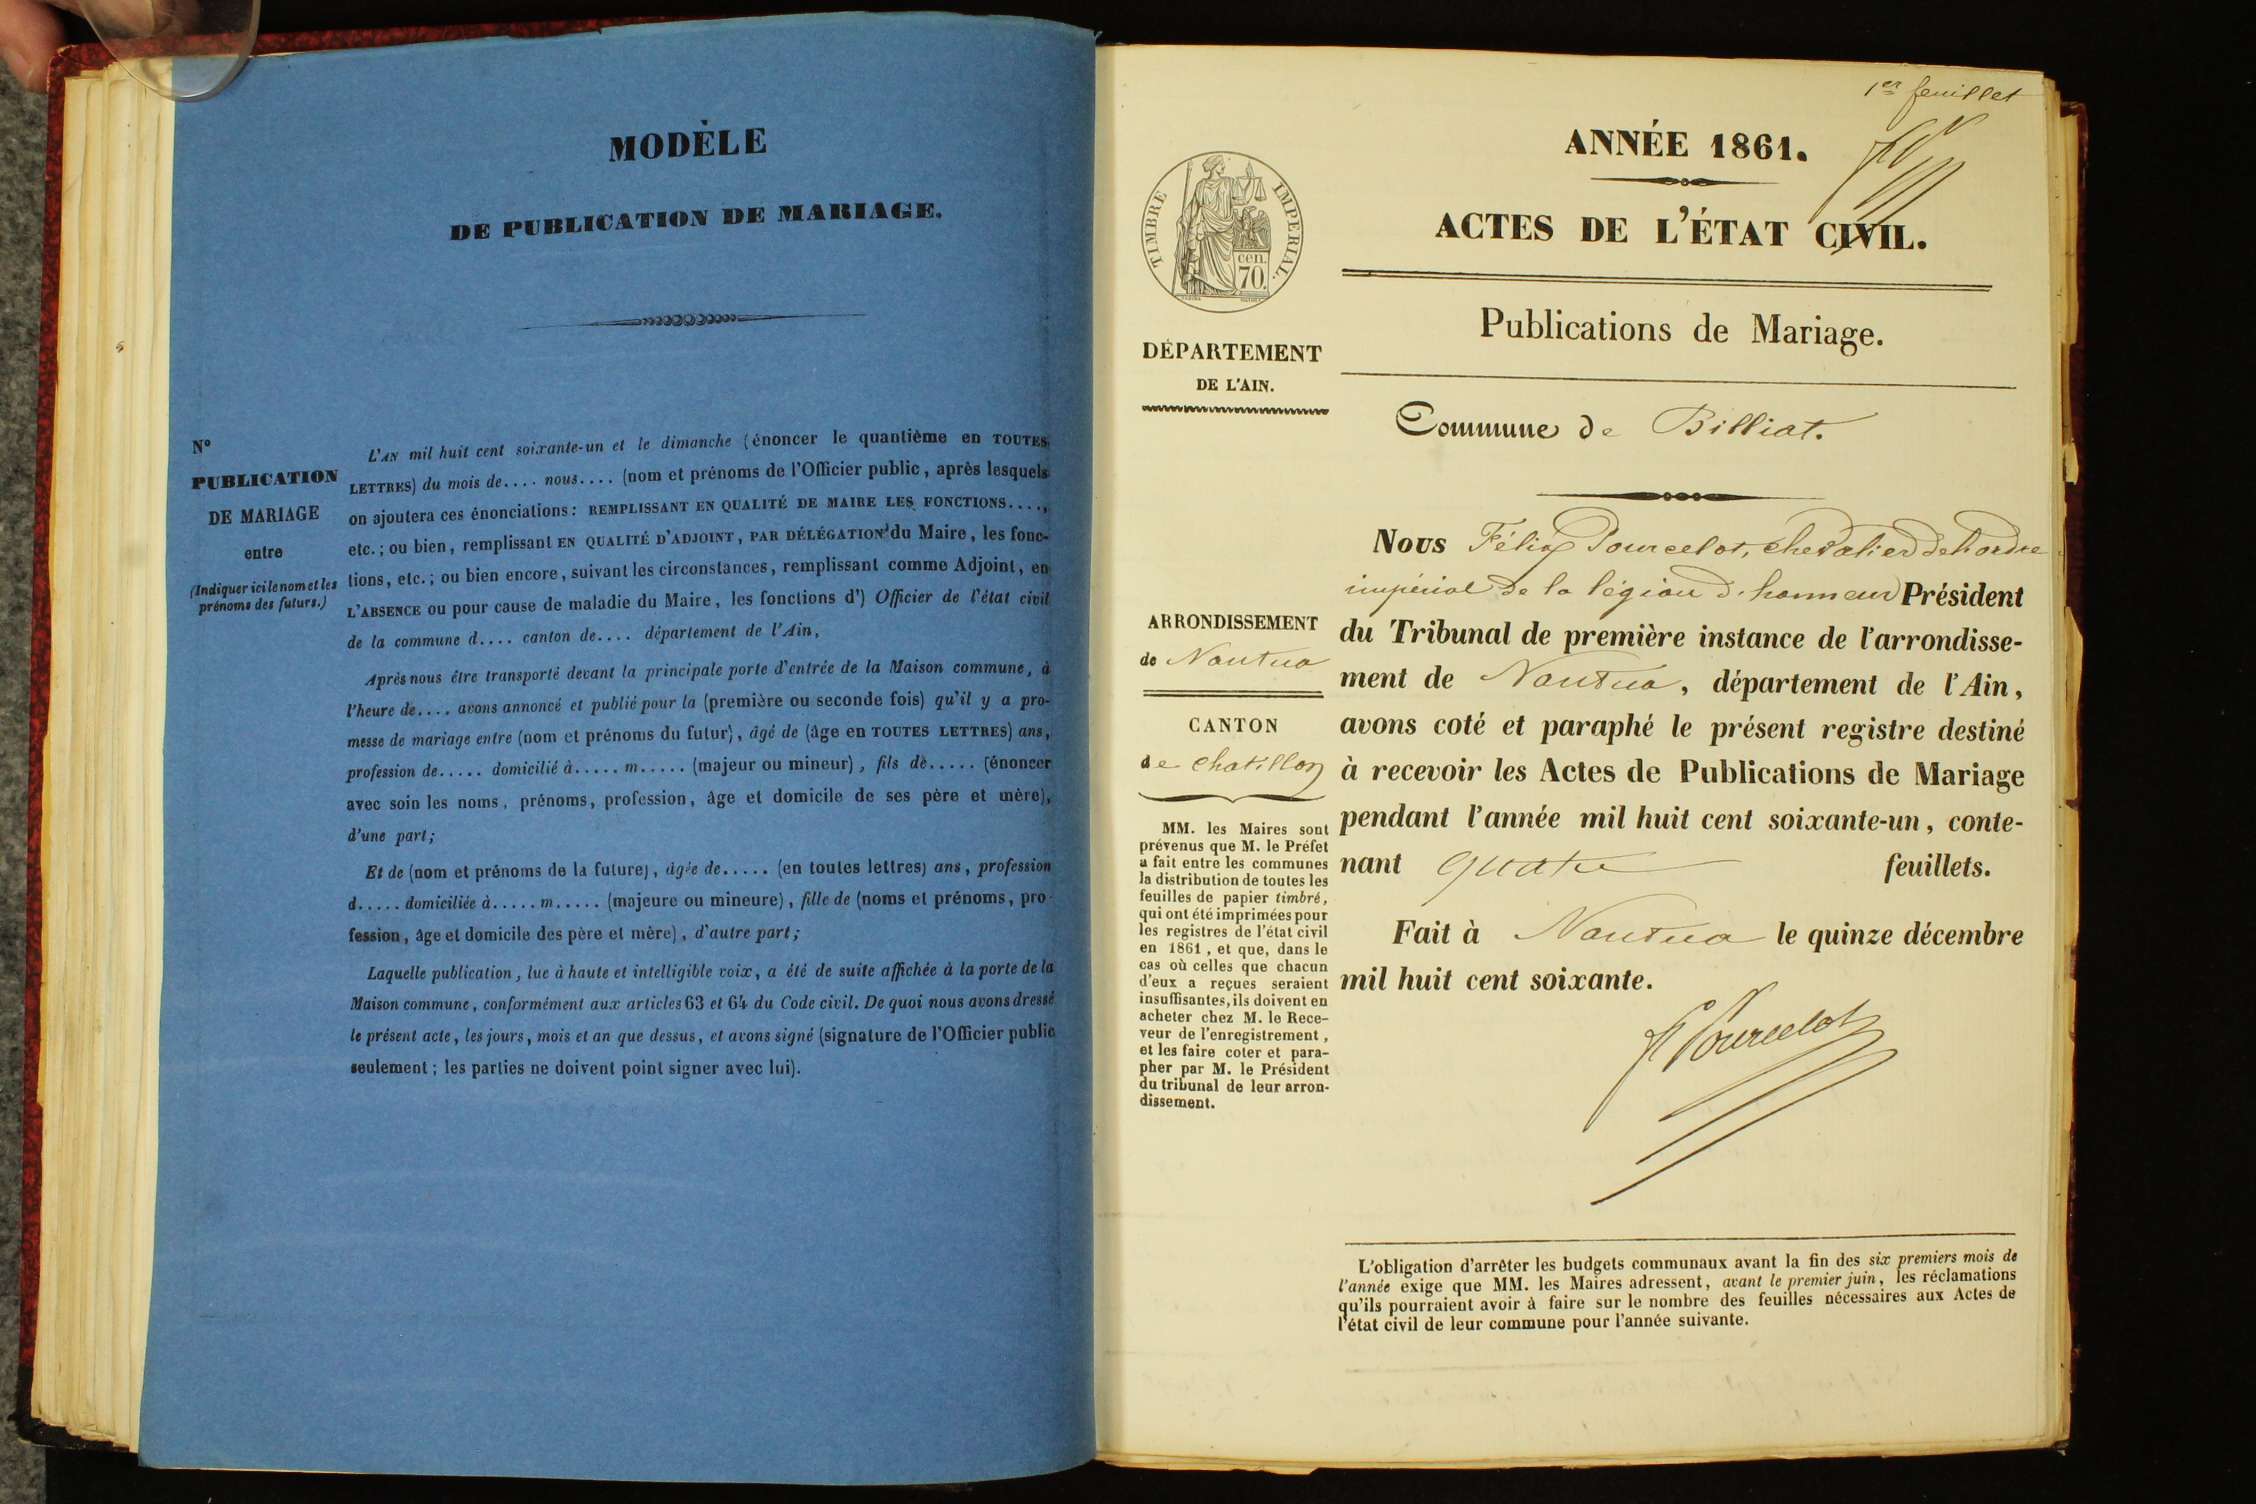 MODÈLE
DE PUBLICATION DE MARIAGE.
N°
PUBLICATION
DE MARIAGE
entre
(Indiquer ici le nom et les
prénoms des futurs.)
L'AN mil huit cent soixante-un et le dimanche (énoncer le quantième en TOUTES
LETTRES) du mois de.... nous.... (nom et prénoms de l'Officier public, après lesquels
on ajoutera ces énonciations: REMPLISSANT EN QUALITÉ DE MAIRE LES FONCTIONS....,
etc.; ou bien, remplissant EN QUALITÉ D'ADJOINT, PAR DÉLÉGATION du Maire, les fonc-
tions, etc.; ou bien encore, suivant les circonstances, remplissant comme Adjoint, en
L'ABSENCE ou pour cause de maladie du Maire, les fonctions d') Officier de l'état civil
de la commune d.... canton de.... département de l'Ain,
Après nous être transporté devant la principale porte d'entrée de la Maison commune, à
l'heure de.... avons annoncé et publié pour la (première ou seconde fois) qu'il y a pro-
messe de mariage entre (nom et prénoms du futur), âgé de (âge en TOUTES LETTRES) ans,
profession de..... domicilié à..... m..... (majeur ou mineur), fils de..... (énoncer
avec soin les noms, prénoms, profession, âge et domicile de ses père et mère),
d'une part;
Et de (nom et prénoms de la future), âgée de..... (en toutes lettres) ans, profession
d..... domiciliée à..... m..... (majeure ou mineure), fille de (noms et prénoms, pro-
fession, âge et domicile des père et mère), d'autre part;
Laquelle publication, lue à haute et intelligible voix, a été de suite affichée à la porte de la
Maison commune, conformément aux articles 63 et 64 du Code civil. De quoi nous avons dressé
le présent acte, les jours, mois et an que dessus, et avons signé (signature de l'Officier public
seulement; les parties ne doivent point signer avec lui).
1er feuillet
ANNÉE 1861.
ACTES DE L'ÉTAT CIVIL.
TIMBRE IMPÉRIAL.
cen.
70.
Publications de Mariage.
DÉPARTEMENT
DE L'AIN.
Commune de Billiat.
ARRONDISSEMENT
de Nantua
CANTON
de Chatillon
MM. les Maires sont
prévenus que M. le Préfet
a fait entre les communes
la distribution de toutes les
feuilles de papier timbré,
qui ont été imprimées pour
les registres de l'état civil
en 1861, et que, dans le
cas où celles que chacun
d'eux a reçues seraient
insuffisantes, ils doivent en
acheter chez M. le Rece-
veur de l'enregistrement,
et les faire coter et para-
pher par M. le Président
du tribunal de leur arron-
dissement.
Nous Félix Pourcelot, chevalier de l'ordre
impérial de la légion d'honneur Président
du Tribunal de première instance de l'arrondisse-
ment de Nantua, département de l'Ain,
avons coté et paraphé le présent registre destiné
à recevoir les Actes de Publications de Mariage
pendant l'année mil huit cent soixante-un, conte-
nant quatre feuillets.
Fait à Nantua le quinze décembre
mil huit cent soixante.
Pourcelot
L'obligation d'arrêter les budgets communaux avant la fin des six premiers mois de
l'année exige que MM. les Maires adressent, avant le premier juin, les réclamations
qu'ils pourraient avoir à faire sur le nombre des feuilles nécessaires aux Actes de
l'état civil de leur commune pour l'année suivante.